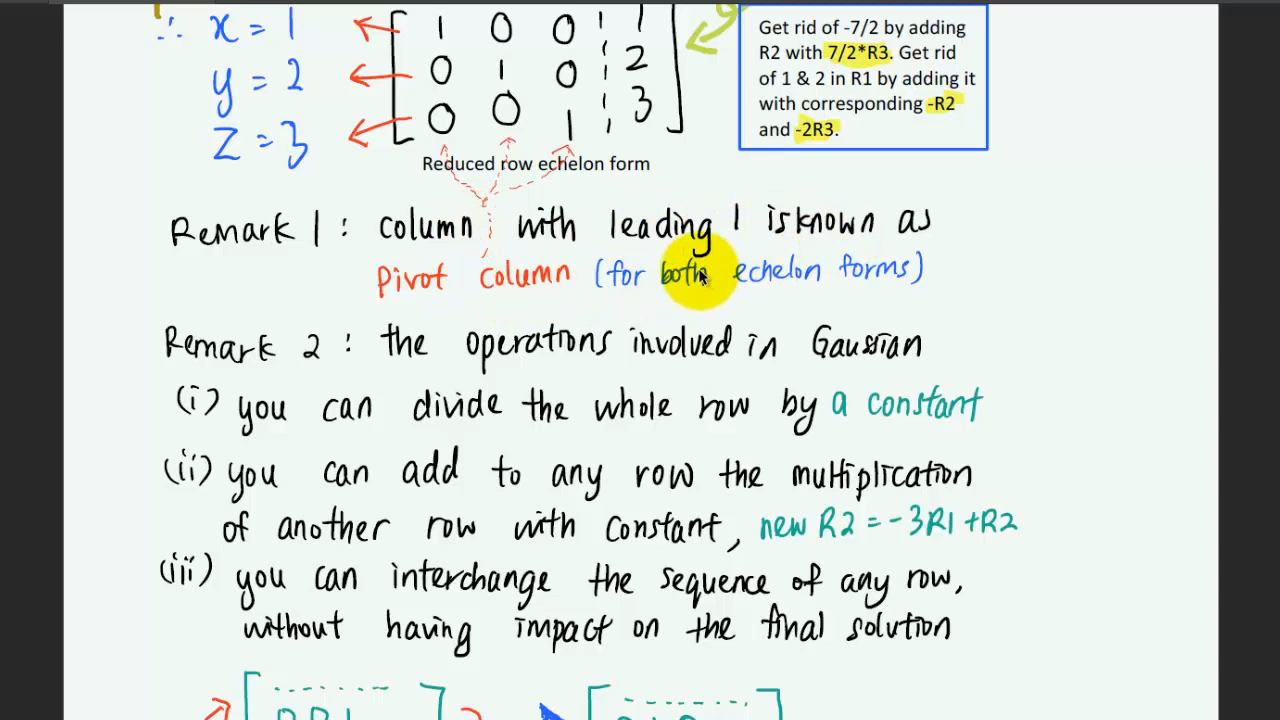 ∴ x = 1
y = 2
z = 3
1 0 0 1
0 1 0 2
0 0 1 3
Reduced row echelon form
Get rid of -7/2 by adding
R2 with 7/2*R3. Get rid
of 1 & 2 in R1 by adding it
with corresponding -R2
and -2R3.
Remark 1 : column with leading 1 is known as
Pivot column (for both echelon forms)
Remark 2 : the operations involved in Gaussian
(i) you can divide the whole row by a constant
(ii) you can add to any row the multiplication
of another row with constant, new R2 = -3R1 + R2
(iii) you can interchange the sequence of any row,
without having impact on the final solution